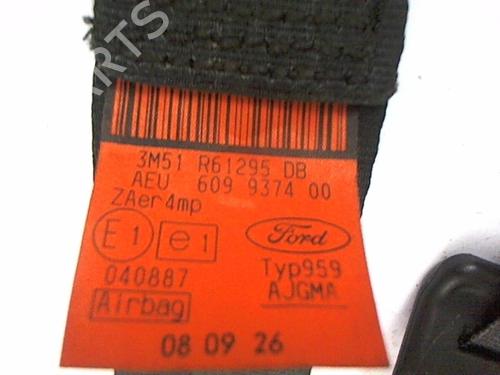 3M51 R61295 DB
AEU 609 9374 00
ZAer4mp
E1 e1 Ford
040887 Typ959
Airbag AJGMA
08 09 26